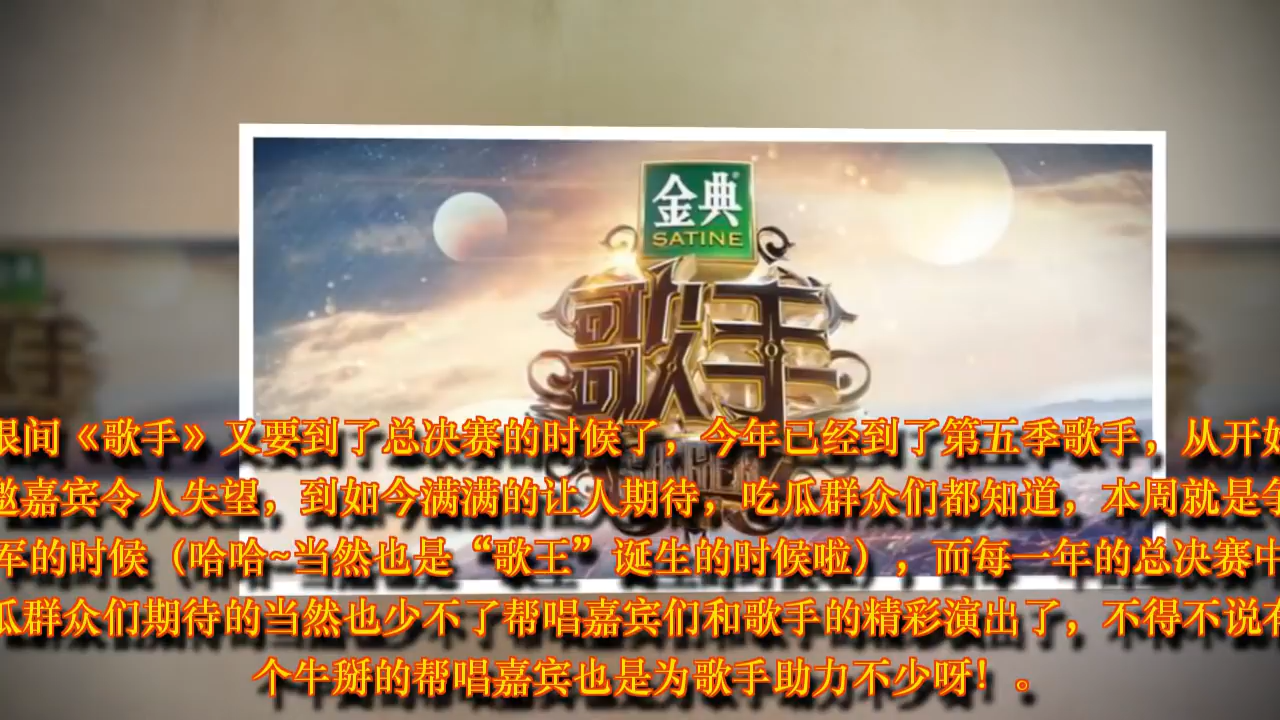 金典
SATINE
歌手
眼间《歌手》又要到了总决赛的时候了，今年已经到了第五季歌手，从开始
邀嘉宾令人失望，到如今满满的让人期待，吃瓜群众们都知道，本周就是争
军的时候（哈哈~当然也是“歌王”诞生的时候啦），而每一年的总决赛中
瓜群众们期待的当然也少不了帮唱嘉宾们和歌手的精彩演出了，不得不说有
个牛掰的帮唱嘉宾也是为歌手助力不少呀！。